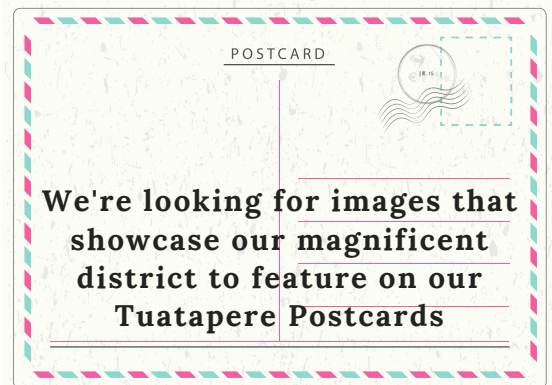 POSTCARD
We're looking for images that
showcase our magnificent
district to feature on our
Tuatapere Postcards